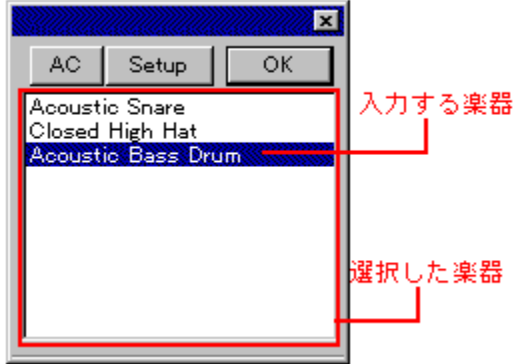 AC Setup OK
Acoustic Snare
Closed High Hat
Acoustic Bass Drum
入力する楽器
選択した楽器